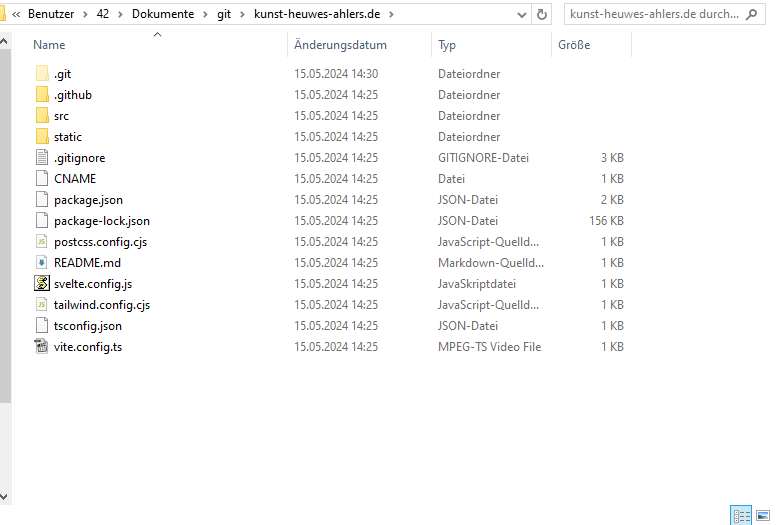 « Benutzer > 42 > Dokumente > git > kunst-heuwes-ahlers.de > kunst-heuwes-ahlers.de durch...
Name Änderungsdatum Typ Größe
.git 15.05.2024 14:30 Dateiordner
.github 15.05.2024 14:25 Dateiordner
src 15.05.2024 14:25 Dateiordner
static 15.05.2024 14:25 Dateiordner
.gitignore 15.05.2024 14:25 GITIGNORE-Datei 3 KB
CNAME 15.05.2024 14:25 Datei 1 KB
package.json 15.05.2024 14:25 JSON-Datei 2 KB
package-lock.json 15.05.2024 14:25 JSON-Datei 156 KB
postcss.config.cjs 15.05.2024 14:25 JavaScript-Quelld... 1 KB
README.md 15.05.2024 14:25 Markdown-Quelld... 1 KB
svelte.config.js 15.05.2024 14:25 JavaSkriptdatei 1 KB
tailwind.config.cjs 15.05.2024 14:25 JavaScript-Quelld... 1 KB
tsconfig.json 15.05.2024 14:25 JSON-Datei 1 KB
vite.config.ts 15.05.2024 14:25 MPEG-TS Video File 1 KB